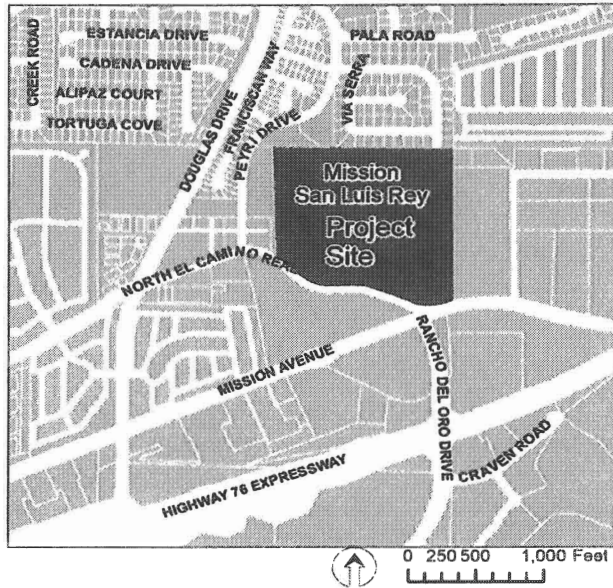 CREEK ROAD
ESTANCIA DRIVE
CADENA DRIVE
ALIPAZ COURT
TORTUGA COVE
DOUGLAS DRIVE
FRANCISCAN WAY
PEYRI DRIVE
PALA ROAD
VIA SERRA
Mission
San Luis Rey
Project
Site
NORTH EL CAMINO REAL
MISSION AVENUE
RANCHO DEL ORO DRIVE
CRAVEN ROAD
HIGHWAY 76 EXPRESSWAY
0 250 500 1,000 Feet